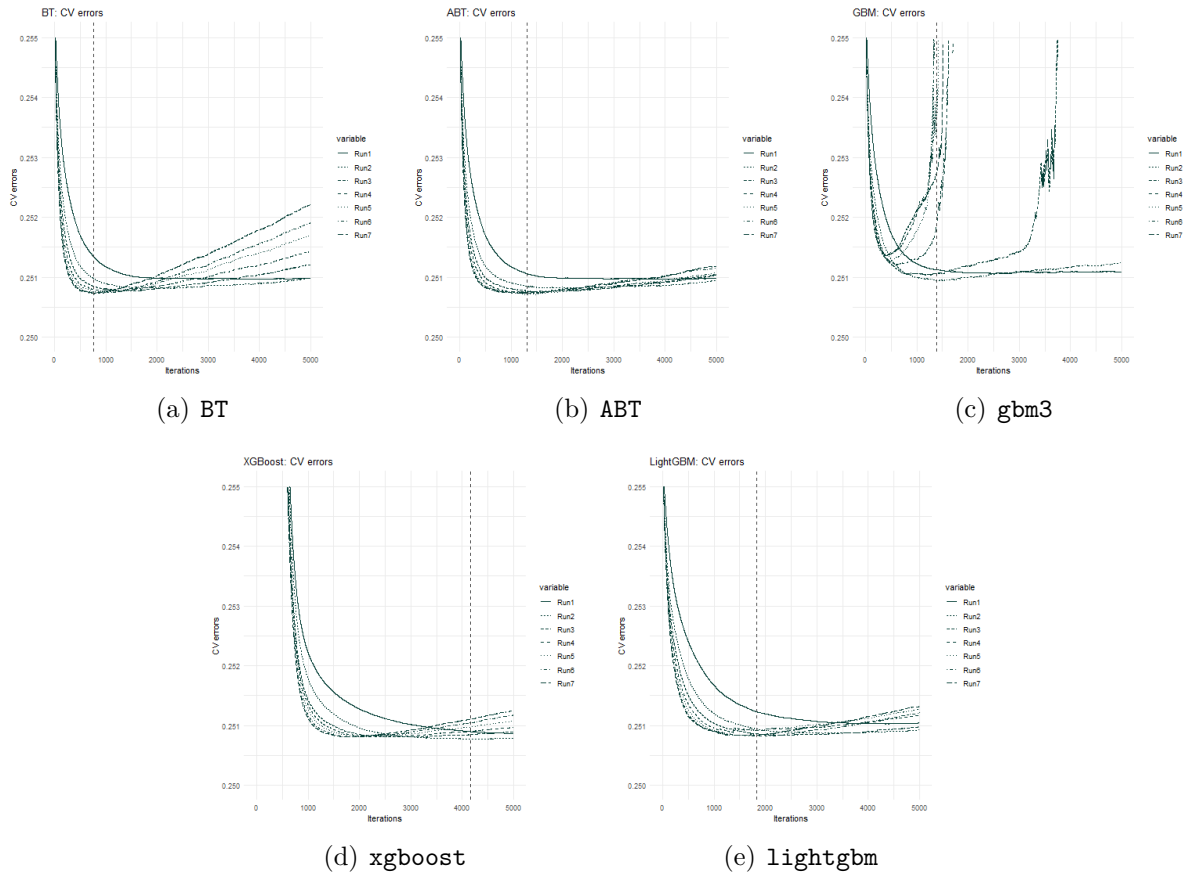 BT: CV errors
0.255
0.254
0.253
0.252
0.251
0.250
CV errors
0
1000
2000
3000
4000
5000
Iterations
variable
Run1
Run2
Run3
Run4
Run5
Run6
Run7
(a) BT
ABT: CV errors
0.255
0.254
0.253
0.252
0.251
0.250
CV errors
0
1000
2000
3000
4000
5000
Iterations
variable
Run1
Run2
Run3
Run4
Run5
Run6
Run7
(b) ABT
GBM: CV errors
0.255
0.254
0.253
0.252
0.251
0.250
CV errors
0
1000
2000
3000
4000
5000
Iterations
variable
Run1
Run2
Run3
Run4
Run5
Run6
Run7
(c) gbm3
XGBoost: CV errors
0.255
0.254
0.253
0.252
0.251
0.250
CV errors
0
1000
2000
3000
4000
5000
Iterations
variable
Run1
Run2
Run3
Run4
Run5
Run6
Run7
(d) xgboost
LightGBM: CV errors
0.255
0.254
0.253
0.252
0.251
0.250
CV errors
0
1000
2000
3000
4000
5000
Iterations
variable
Run1
Run2
Run3
Run4
Run5
Run6
Run7
(e) lightgbm